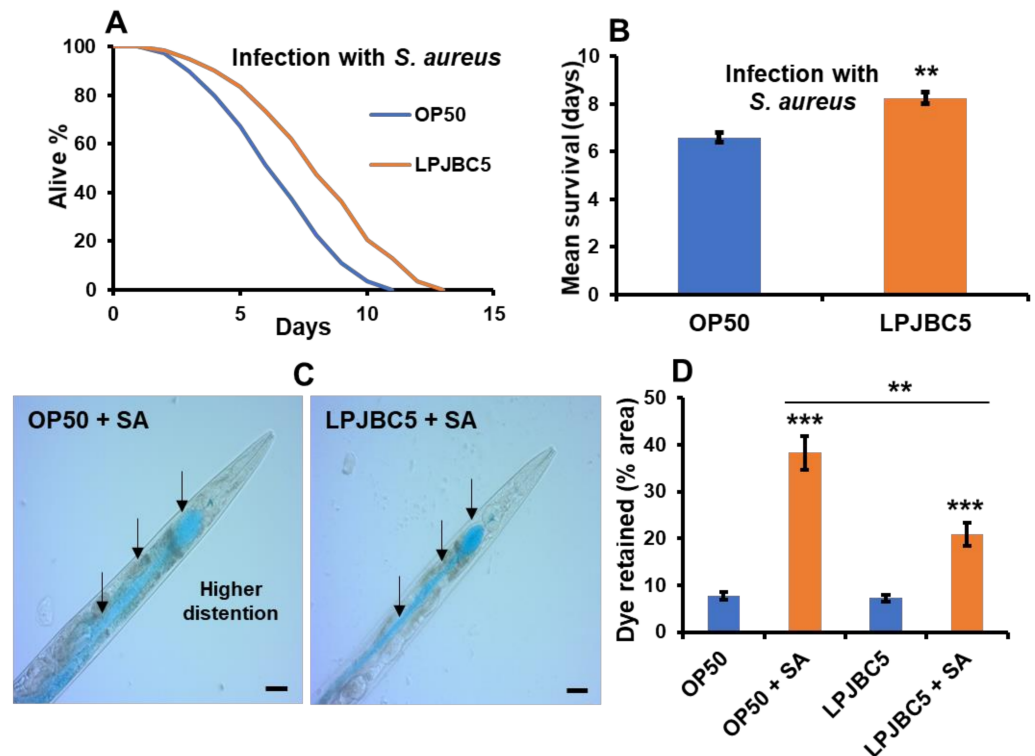 A
Infection with S. aureus
OP50
LPJBC5
Alive %
100
80
60
40
20
0
0 5 10 15
Days
B
Infection with
S. aureus
**
Mean survival (days)
10
8
6
4
2
0
OP50 LPJBC5
C
OP50 + SA
Higher
distention
LPJBC5 + SA
D
**
***
***
Dye retained (% area)
50
40
30
20
10
0
OP50
OP50 + SA
LPJBC5
LPJBC5 + SA